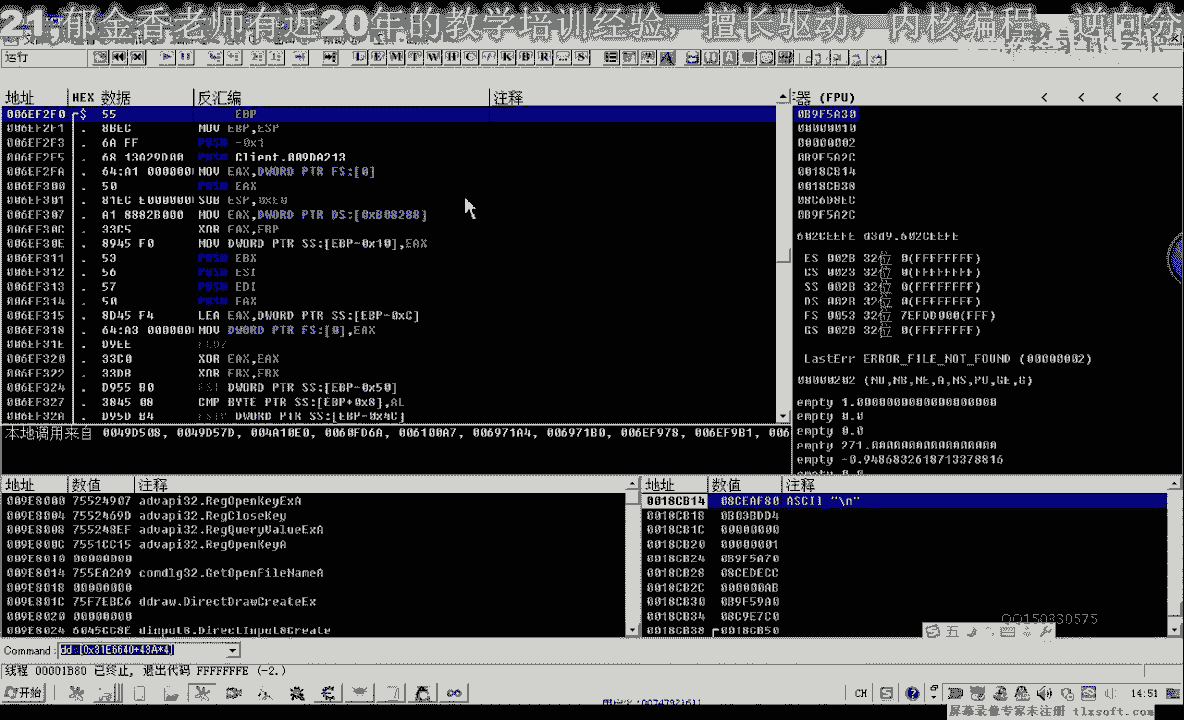 21,郁金香老师有近20年的教学培训经验，擅长驱动，内核编程，逆向分
运行
地址 HEX 数据 反汇编 注释
006EF2F0 55 EBP
006EF2F1 . 8BEC MOV EBP,ESP
006EF2F3 . 6A FF PUSH -0x1
006EF2F5 . 68 13A29D00 PUSH Client.009DA213
006EF2FA . 64:A1 000000 MOV EAX,DWORD PTR FS:[0]
006EF300 . 50 PUSH EAX
006EF301 . 81EC E0000000 SUB ESP,0xE0
006EF307 . A1 8882B000 MOV EAX,DWORD PTR DS:[0xB08288]
006EF30C . 33C5 XOR EAX,EBP
006EF30E . 8945 F0 MOV DWORD PTR SS:[EBP-0x10],EAX
006EF311 . 53 PUSH EBX
006EF312 . 56 PUSH ESI
006EF313 . 57 PUSH EDI
006EF314 . 50 PUSH EAX
006EF315 . 8D45 F4 LEA EAX,DWORD PTR SS:[EBP-0xC]
006EF318 . 64:A3 000000 MOV DWORD PTR FS:[0],EAX
006EF31E . D9EE FLDZ
006EF320 . 33C0 XOR EAX,EAX
006EF322 . 33DB XOR EBX,EBX
006EF324 . D955 B0 FST DWORD PTR SS:[EBP-0x50]
006EF327 . 3845 08 CMP BYTE PTR SS:[EBP+0x8],AL
006EF32A . D95D B4 FSTP DWORD PTR SS:[EBP-0x4C]
本地调用来自 0049D508, 0049D57D, 004A10E0, 0060FD6A, 006100A7, 006971A4, 006971B0, 006EF978, 006EF9B1, 006
器 (FPU) < < < <
0B9F5A30
00000010
00000002
0B9F5A2C
0018CB14
0018CB30
08C6D8EC
0B9F5A2C
602CEEFE d3d9.602CEEFE
ES 002B 32位 0(FFFFFFFF)
CS 0023 32位 0(FFFFFFFF)
SS 002B 32位 0(FFFFFFFF)
DS 002B 32位 0(FFFFFFFF)
FS 0053 32位 7EFDD000(FFF)
GS 002B 32位 0(FFFFFFFF)
LastErr ERROR_FILE_NOT_FOUND (00000002)
00000202 (NO,NB,NE,A,NS,PO,GE,G)
empty 1.0000000000000000000
empty 0.0
empty 0.0
empty 271.00000000000000000
empty -0.9486832618713378816
empty 0.0
地址 数值 注释
009E8000 75524907 advapi32.RegOpenKeyExA
009E8004 7552469D advapi32.RegCloseKey
009E8008 755248EF advapi32.RegQueryValueExA
009E800C 7551CC15 advapi32.RegOpenKeyA
009E8010 00000000
009E8014 755EA2A9 comdlg32.GetOpenFileNameA
009E8018 00000000
009E801C 75F7EBC6 ddraw.DirectDrawCreateEx
009E8020 00000000
009E8024 6045CC8E dinput8.DirectInput8Create
地址 数值 注释
0018CB14 08CEAF80 ASCII "\n"
0018CB18 0B03BDD4
0018CB1C 00000000
0018CB20 00000001
0018CB24 0B9F5A70
0018CB28 08CEDECC
0018CB2C 000000AB
0018CB30 0B9F59A0
0018CB34 08C9E7C0
0018CB38 0018CB50
QQ150330575
五
Command : dd [0x31E6640+43A*4]
线程 00001B80 已终止, 退出代码 FFFFFFFE (-2.)
开始
CH
14:51
屏幕录像专家未注册 tlxsoft.com